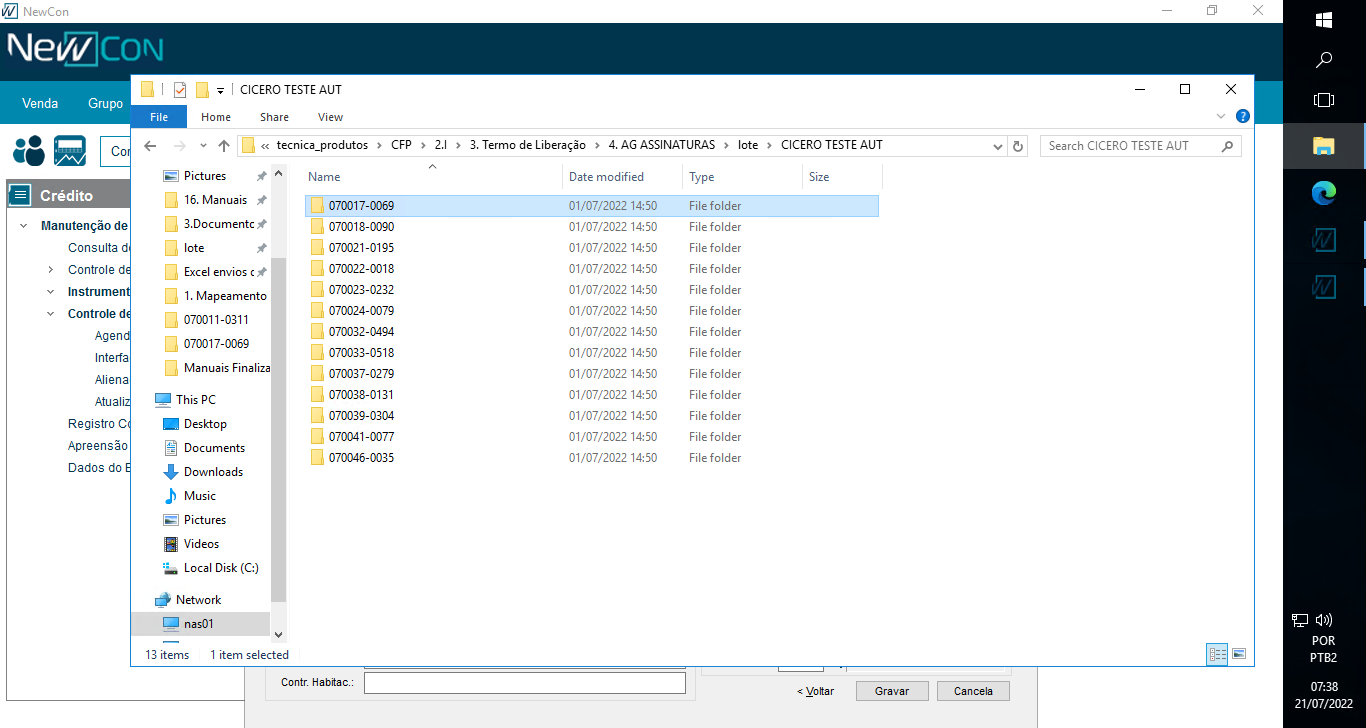 NewCon
NewCon
CICERO TESTE AUT
Venda Grupo
File Home Share View
« tecnica_produtos > CFP > 2.I > 3. Termo de Liberação > 4. AG ASSINATURAS > lote > CICERO TESTE AUT
Search CICERO TESTE AUT
Con
Crédito
Manutenção de
Consulta de
Controle de
Instrument
Controle de
Agend
Interfa
Aliena
Atualiz
Registro Co
Apreensão
Dados do B
Pictures
16. Manuais
3.Documento
lote
Excel envios c
1. Mapeamento
070011-0311
070017-0069
Manuais Finaliza
This PC
Desktop
Documents
Downloads
Music
Pictures
Videos
Local Disk (C:)
Network
nas01
Name Date modified Type Size
070017-0069 01/07/2022 14:50 File folder
070018-0090 01/07/2022 14:50 File folder
070021-0195 01/07/2022 14:50 File folder
070022-0018 01/07/2022 14:50 File folder
070023-0232 01/07/2022 14:50 File folder
070024-0079 01/07/2022 14:50 File folder
070032-0494 01/07/2022 14:50 File folder
070033-0518 01/07/2022 14:50 File folder
070037-0279 01/07/2022 14:50 File folder
070038-0131 01/07/2022 14:50 File folder
070039-0304 01/07/2022 14:50 File folder
070041-0077 01/07/2022 14:50 File folder
070046-0035 01/07/2022 14:50 File folder
13 items 1 item selected
Contr. Habitac.:
< Voltar Gravar Cancela
POR
PTB2
07:38
21/07/2022